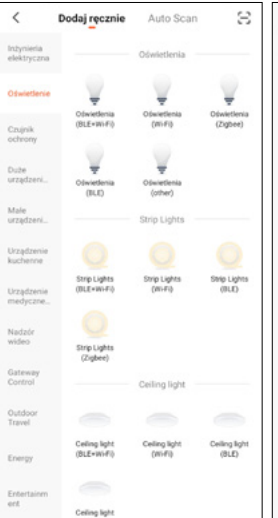 Dodaj ręcznie
Auto Scan
Inżynieria
elektryczna
Oświetlenie
Czujnik
ochrony
Duże
urządzeni...
Małe
urządzeni...
Urządzenie
kuchenne
Urządzenie
medyczne...
Nadzór
wideo
Gateway
Control
Outdoor
Travel
Energy
Entertainm
ent
Oświetlenia
Oświetlenia
(BLE+Wi-Fi)
Oświetlenia
(Wi-Fi)
Oświetlenia
(Zigbee)
Oświetlenia
(BLE)
Oświetlenia
(other)
Strip Lights
Strip Lights
(BLE+Wi-Fi)
Strip Lights
(Wi-Fi)
Strip Lights
(BLE)
Strip Lights
(Zigbee)
Ceiling light
Ceiling light
(BLE+Wi-Fi)
Ceiling light
(Wi-Fi)
Ceiling light
(BLE)
Ceiling light